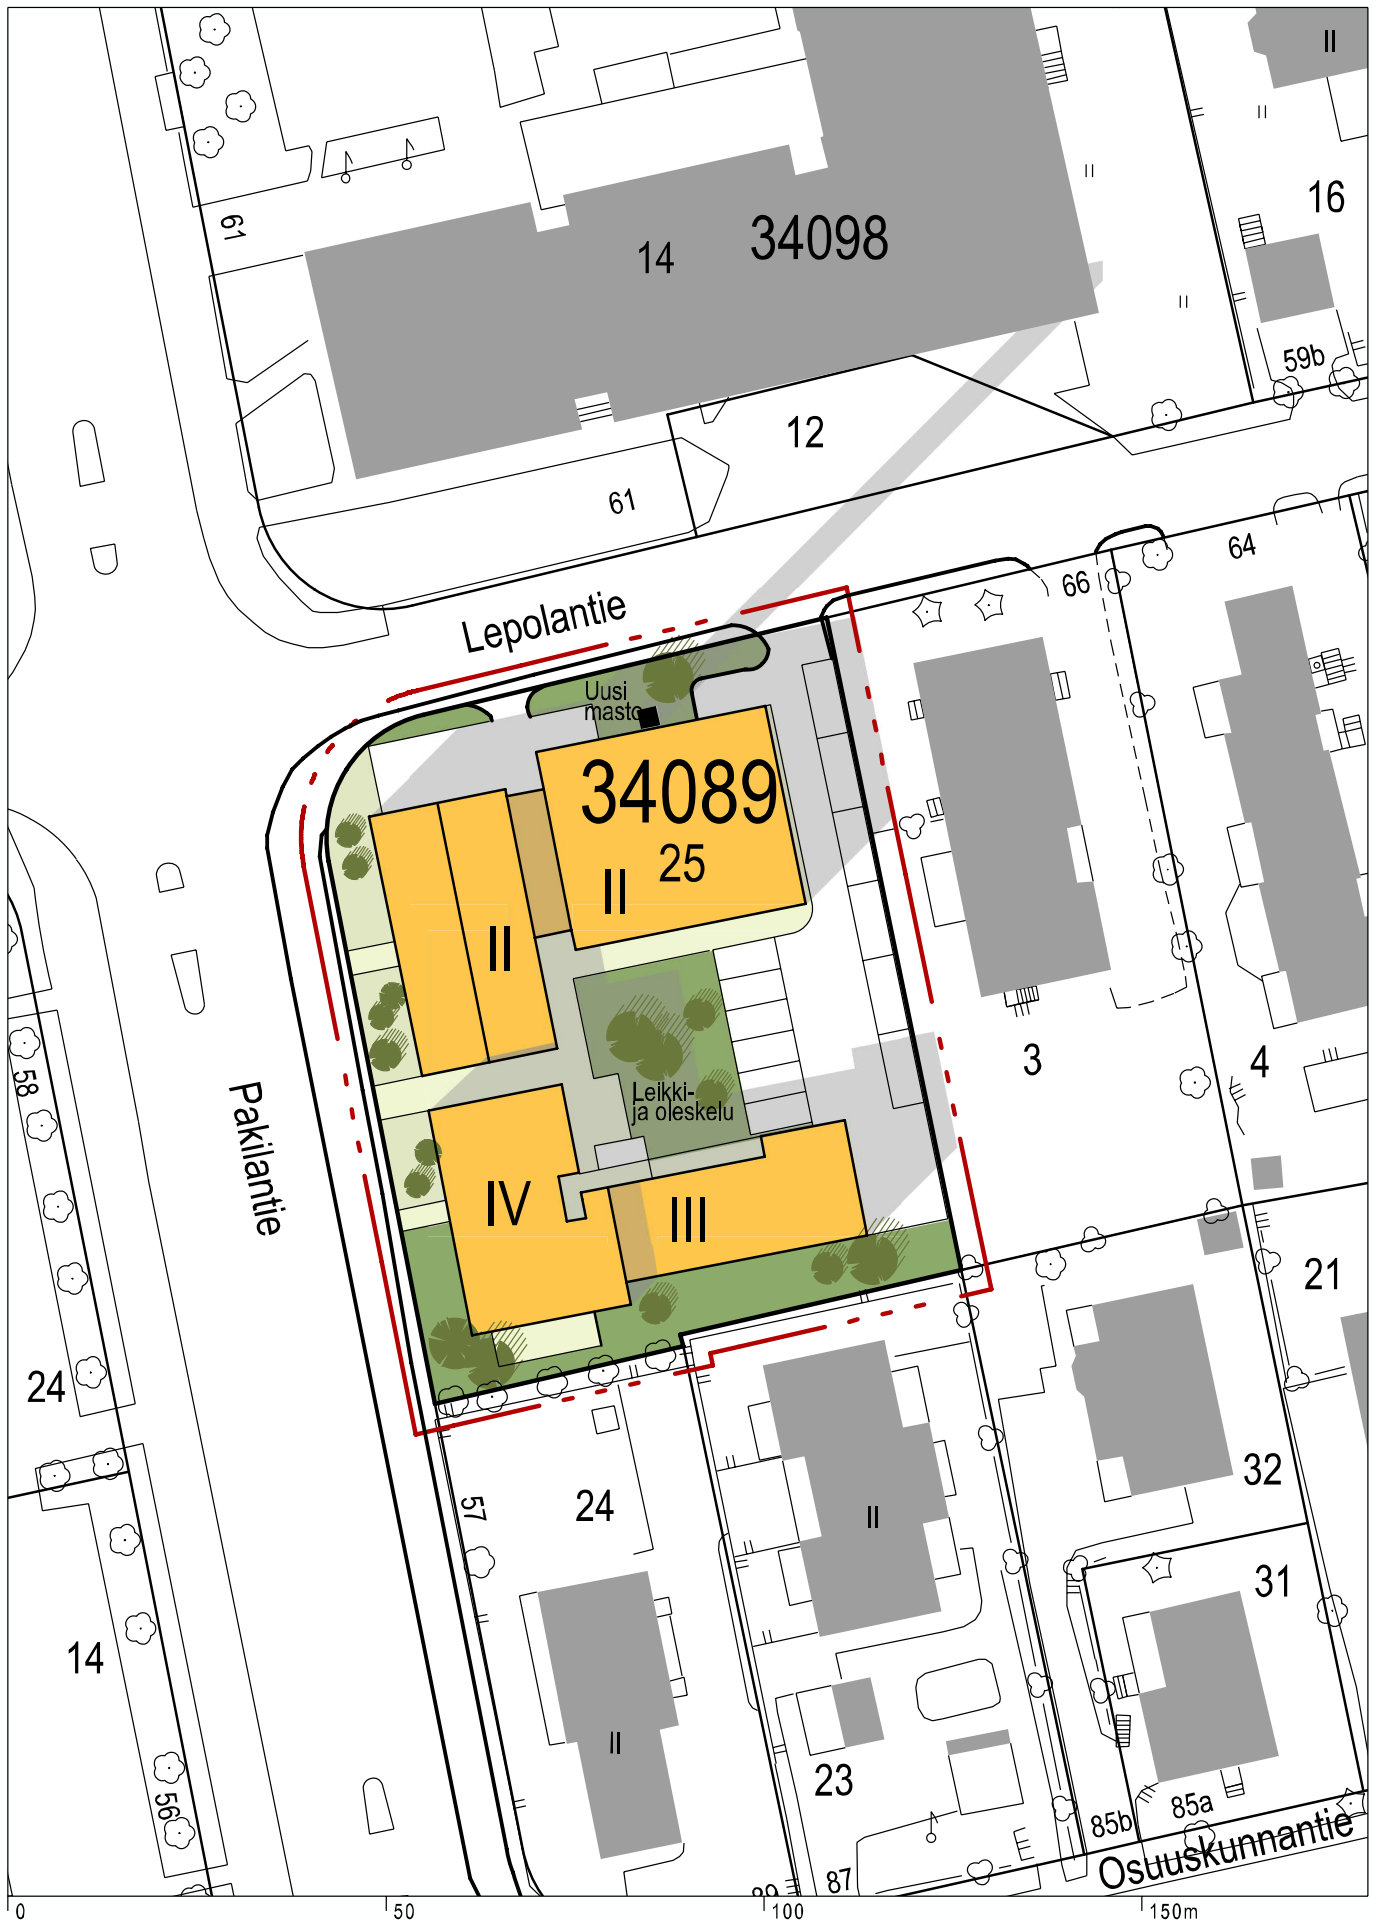 II
61
16
14
34098
59b
12
61
64
66
Lepolantie
Uusi
masto
34089
25
II
II
58
Pakilantie
3
4
Leikki-
ja oleskelu
IV
III
21
24
32
57
24
II
31
14
II
23
56
85b
85a
Osuuskunnantie
87
89
0
50
100
150m